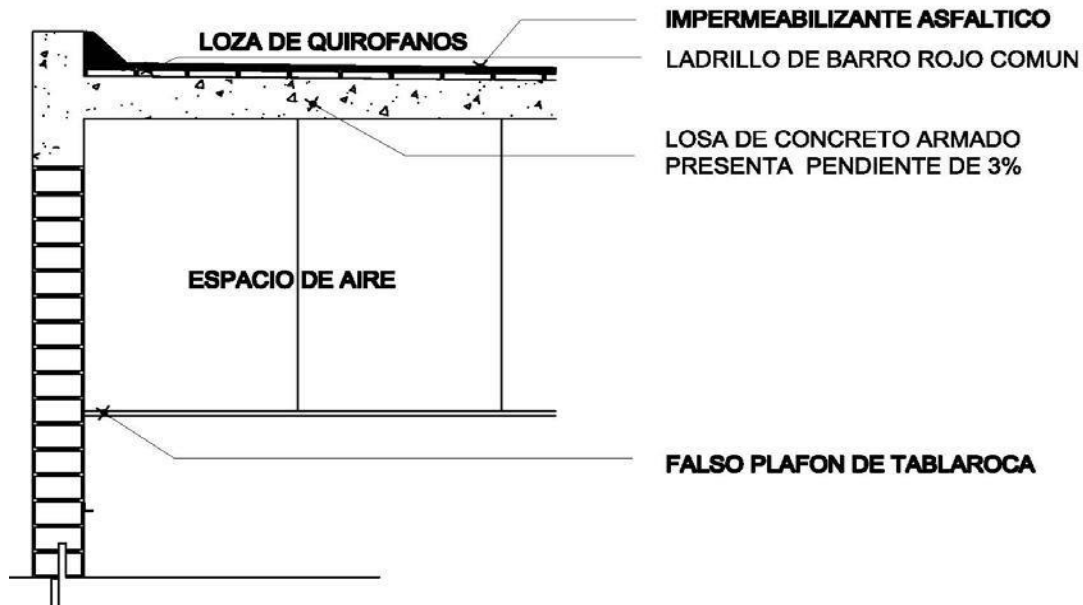 IMPERMEABILIZANTE ASFALTICO
LOZA DE QUIROFANOS
LADRILLO DE BARRO ROJO COMUN
LOSA DE CONCRETO ARMADO
PRESENTA PENDIENTE DE 3%
ESPACIO DE AIRE
FALSO PLAFON DE TABLAROCA